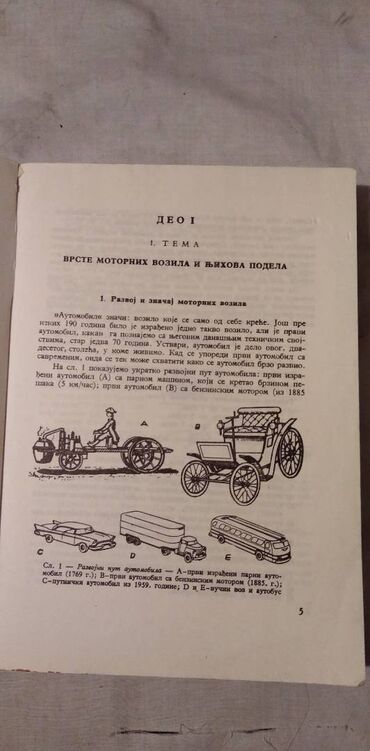 ДЕО I
1. ТЕМА
ВРСТЕ МОТОРНИХ ВОЗИЛА И ЊИХОВА ПОДЕЛА
1. Развој и значај моторних возила
»Аутомобил« значи: возило које се само од себе креће. Још пре
неких 190 година било је израђено једно такво возило, али је прави
аутомобил, какав га познајемо са његовим данашњим техничким свој-
ствима, стар једва 70 година. Уствари, аутомобил је дело овог, два-
десетог, столећа, у коме живимо. Кад се упореди први аутомобил са
савременим, онда се тек може схватити како се аутомобил брзо развио.
На сл. 1 показујемо укратко развојни пут аутомобила: први изра-
ђени аутомобил (А) са парном машином, који се кретао брзином пе-
шака (5 км/час); први аутомобил (В) са бензинским мотором (из 1885
A
B
C
D
E
Сл. 1 — Развојни пут аутомобила — А-први израђени парни ауто-
мобил (1769 г.); В-први аутомобил са бензинским мотором (1885. г.);
С-путнички аутомобил из 1959. године; D и Е-вучни воз и аутобус
5